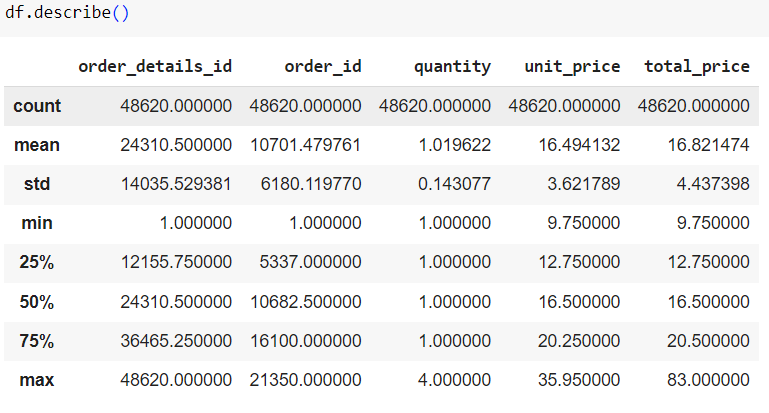 df.describe()
order_details_id order_id quantity unit_price total_price
count 48620.000000 48620.000000 48620.000000 48620.000000 48620.000000
mean 24310.500000 10701.479761 1.019622 16.494132 16.821474
std 14035.529381 6180.119770 0.143077 3.621789 4.437398
min 1.000000 1.000000 1.000000 9.750000 9.750000
25% 12155.750000 5337.000000 1.000000 12.750000 12.750000
50% 24310.500000 10682.500000 1.000000 16.500000 16.500000
75% 36465.250000 16100.000000 1.000000 20.250000 20.500000
max 48620.000000 21350.000000 4.000000 35.950000 83.000000